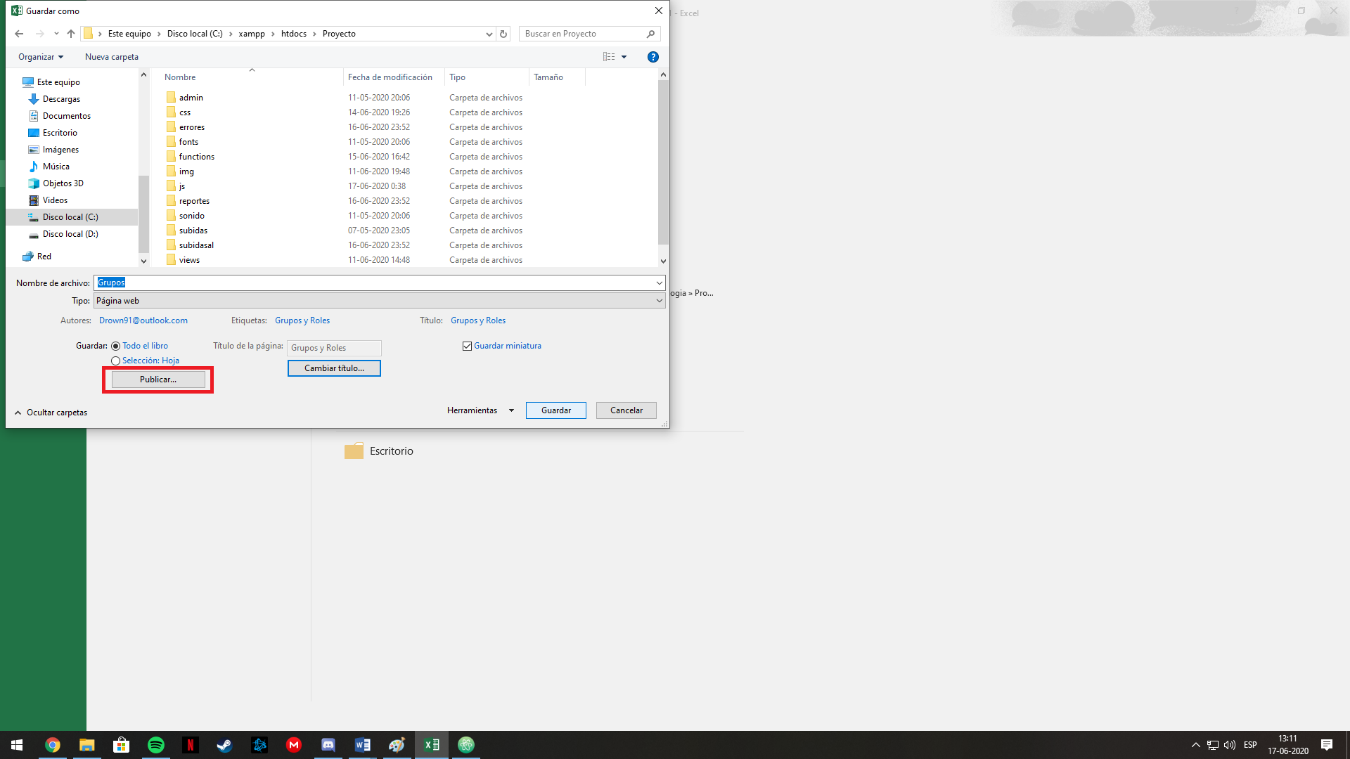 Guardar como
- Excel
Este equipo > Disco local (C:) > xampp > htdocs > Proyecto
Buscar en Proyecto
Organizar
Nueva carpeta
Nombre Fecha de modificación Tipo Tamaño
Este equipo
Descargas
Documentos
Escritorio
Imágenes
Música
Objetos 3D
Videos
Disco local (C:)
Disco local (D:)
Red
admin 11-05-2020 20:06 Carpeta de archivos
css 14-06-2020 19:26 Carpeta de archivos
errores 16-06-2020 23:52 Carpeta de archivos
fonts 11-05-2020 20:06 Carpeta de archivos
functions 15-06-2020 16:42 Carpeta de archivos
img 11-06-2020 19:48 Carpeta de archivos
js 17-06-2020 0:38 Carpeta de archivos
reportes 16-06-2020 23:52 Carpeta de archivos
sonido 11-05-2020 20:06 Carpeta de archivos
subidas 07-05-2020 23:05 Carpeta de archivos
subidasal 16-06-2020 23:52 Carpeta de archivos
views 11-06-2020 14:48 Carpeta de archivos
Nombre de archivo: Grupos
Tipo: Página web
ogia » Pro...
Autores: Drown91@outlook.com Etiquetas: Grupos y Roles Título: Grupos y Roles
Guardar: Todo el libro Título de la página: Grupos y Roles Guardar miniatura
Selección: Hoja
Cambiar título...
Publicar...
Ocultar carpetas
Herramientas Guardar Cancelar
Escritorio
ESP
13:11
17-06-2020